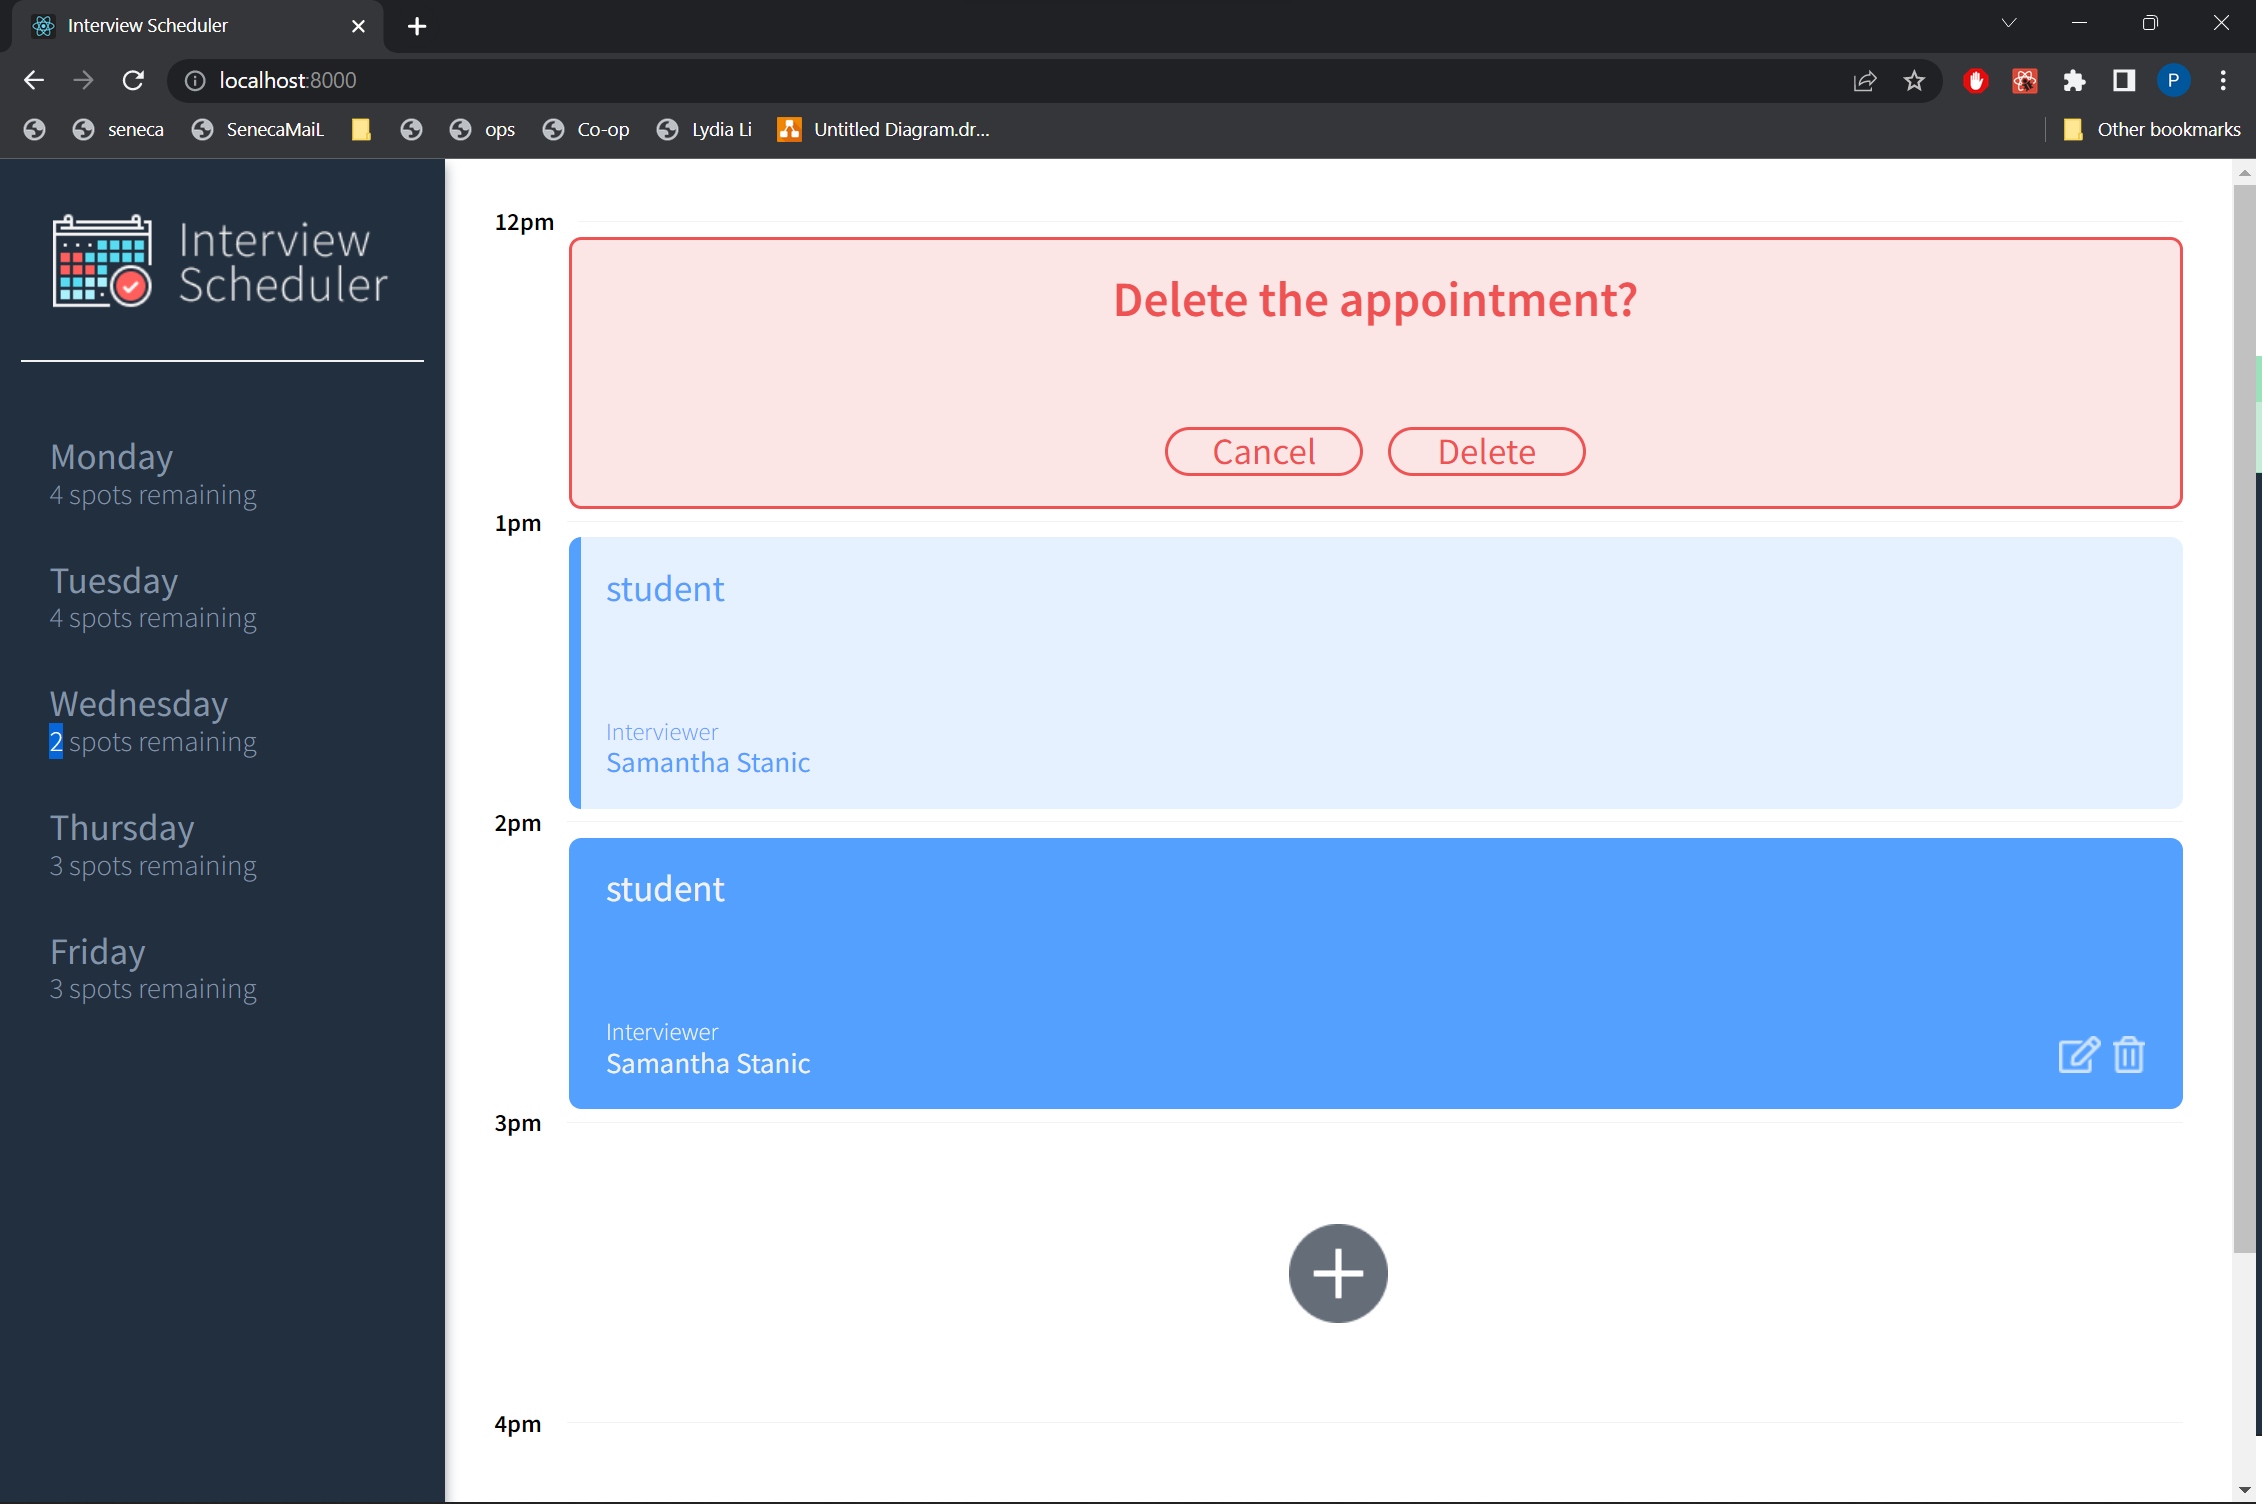 Interview Scheduler
localhost:8000
P
seneca
SenecaMaiL
ops
Co-op
Lydia Li
Untitled Diagram.dr...
Other bookmarks
Interview
Scheduler
Monday
4 spots remaining
Tuesday
4 spots remaining
Wednesday
2 spots remaining
Thursday
3 spots remaining
Friday
3 spots remaining
12pm
Delete the appointment?
Cancel
Delete
1pm
student
Interviewer
Samantha Stanic
2pm
student
Interviewer
Samantha Stanic
3pm
4pm